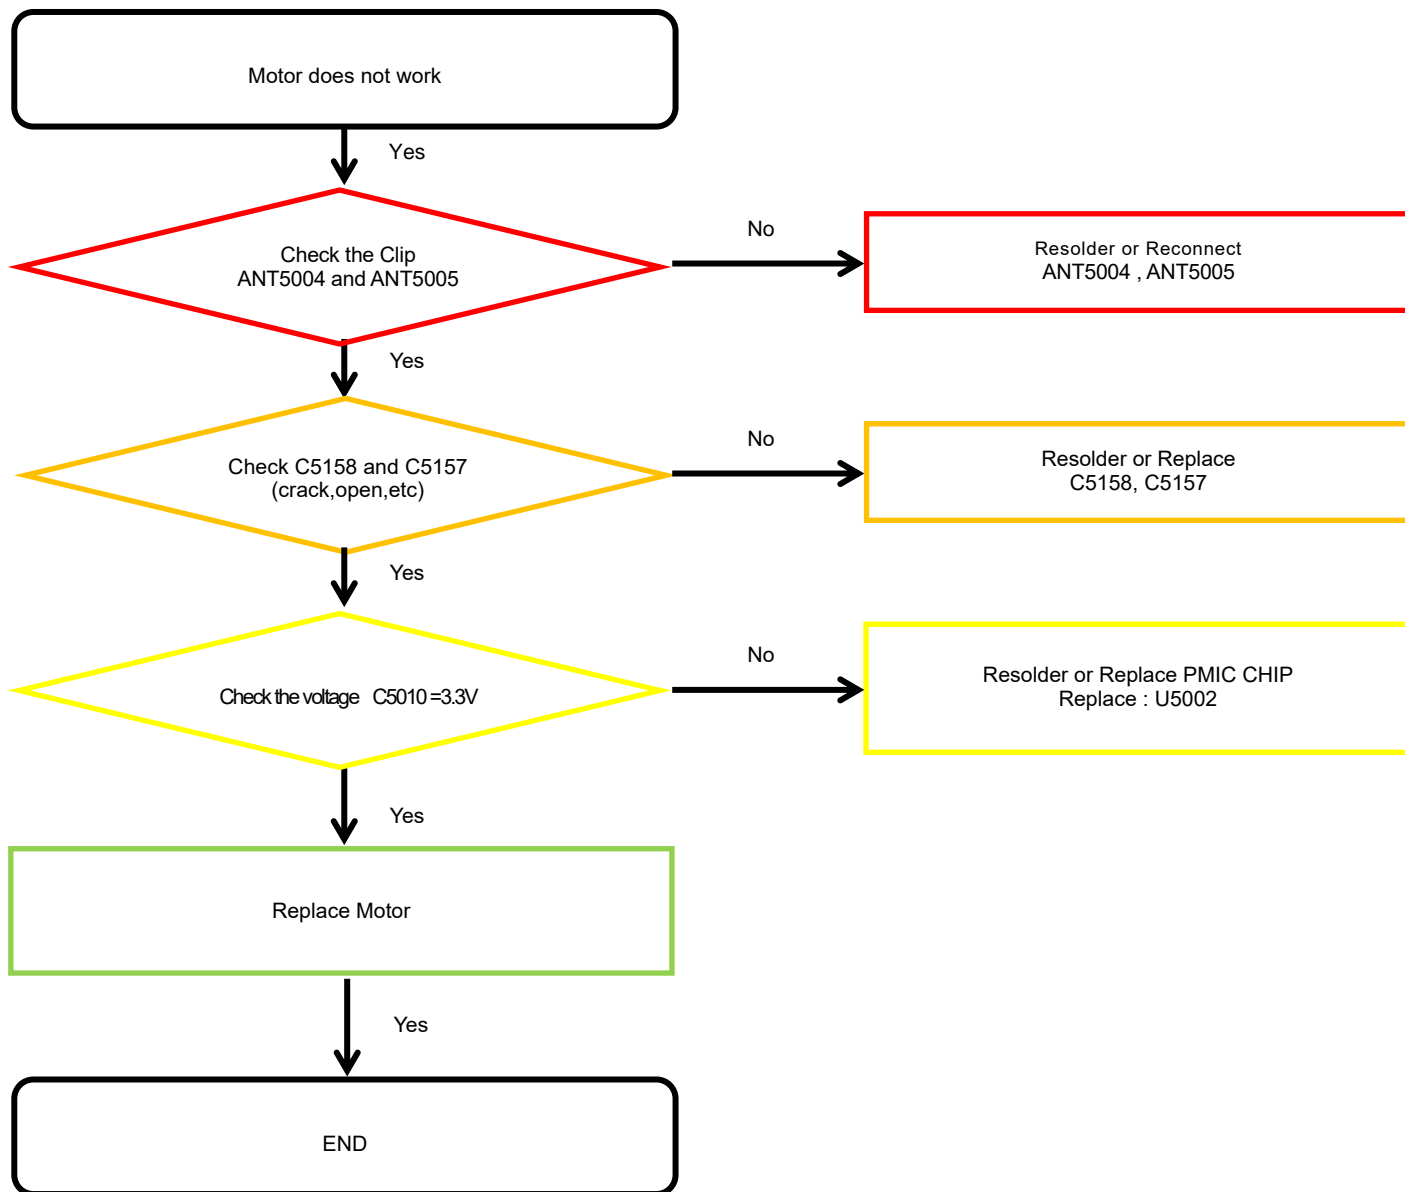 Motor does not work
Yes
Check the Clip
ANT5004 and ANT5005
No
Resolder or Reconnect
ANT5004 , ANT5005
Yes
Check C5158 and C5157
(crack,open,etc)
No
Resolder or Replace
C5158, C5157
Yes
Check the voltage C5010 =3.3V
No
Resolder or Replace PMIC CHIP
Replace : U5002
Yes
Replace Motor
Yes
END